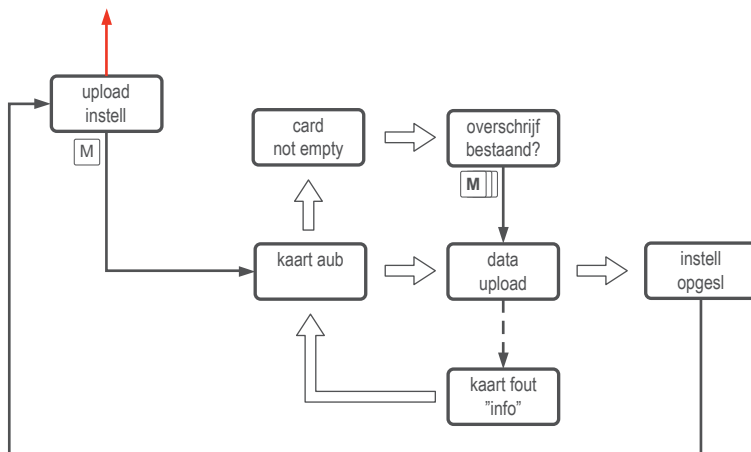 upload
instell
M
card
not empty
overschrijf
bestaand?
M
kaart aub
data
upload
instell
opgesl
kaart fout
”info”